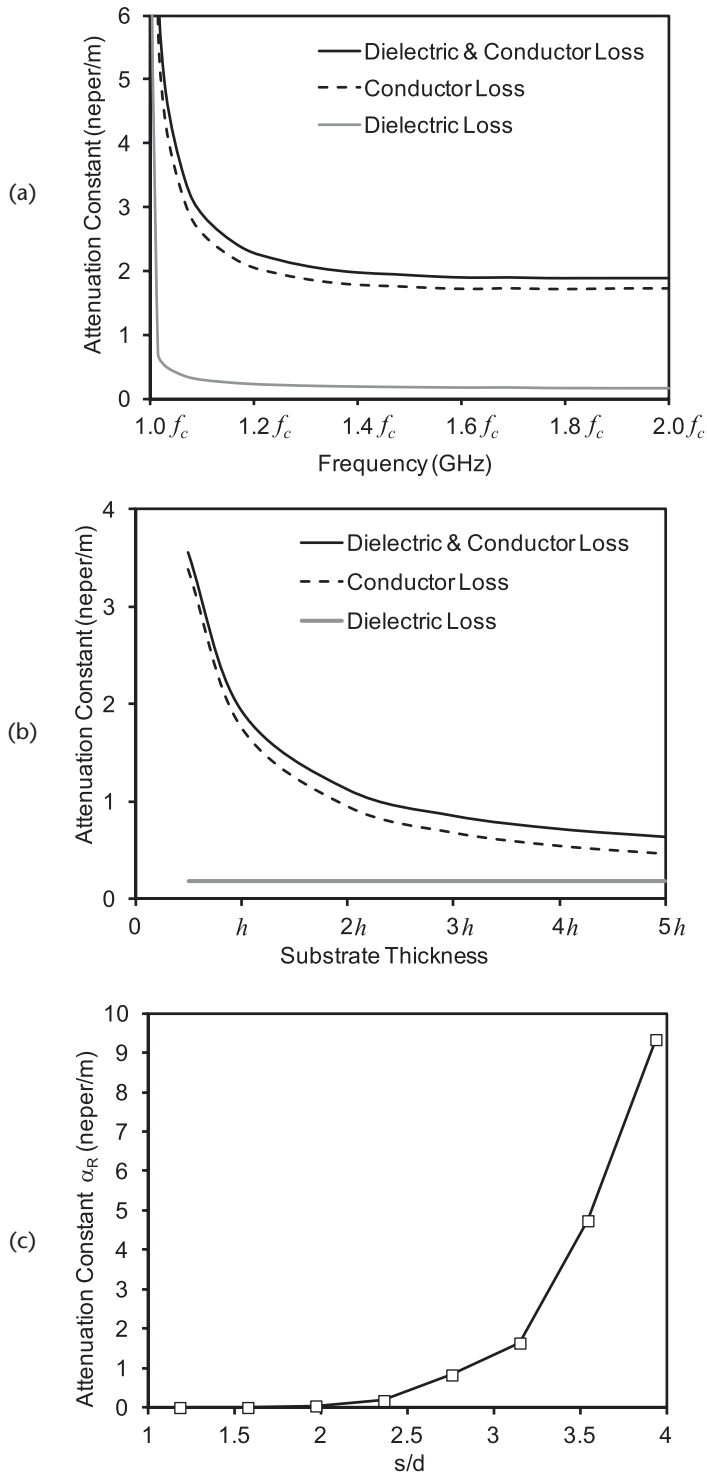 (a)
Attenuation Constant (neper/m)
6
5
4
3
2
1
0
Dielectric & Conductor Loss
Conductor Loss
Dielectric Loss
1.0 fc 1.2 fc 1.4 fc 1.6 fc 1.8 fc 2.0 fc
Frequency (GHz)
(b)
Attenuation Constant (neper/m)
4
3
2
1
0
Dielectric & Conductor Loss
Conductor Loss
Dielectric Loss
0 h 2h 3h 4h 5h
Substrate Thickness
(c)
Attenuation Constant αR (neper/m)
10
9
8
7
6
5
4
3
2
1
0
1 1.5 2 2.5 3 3.5 4
s/d